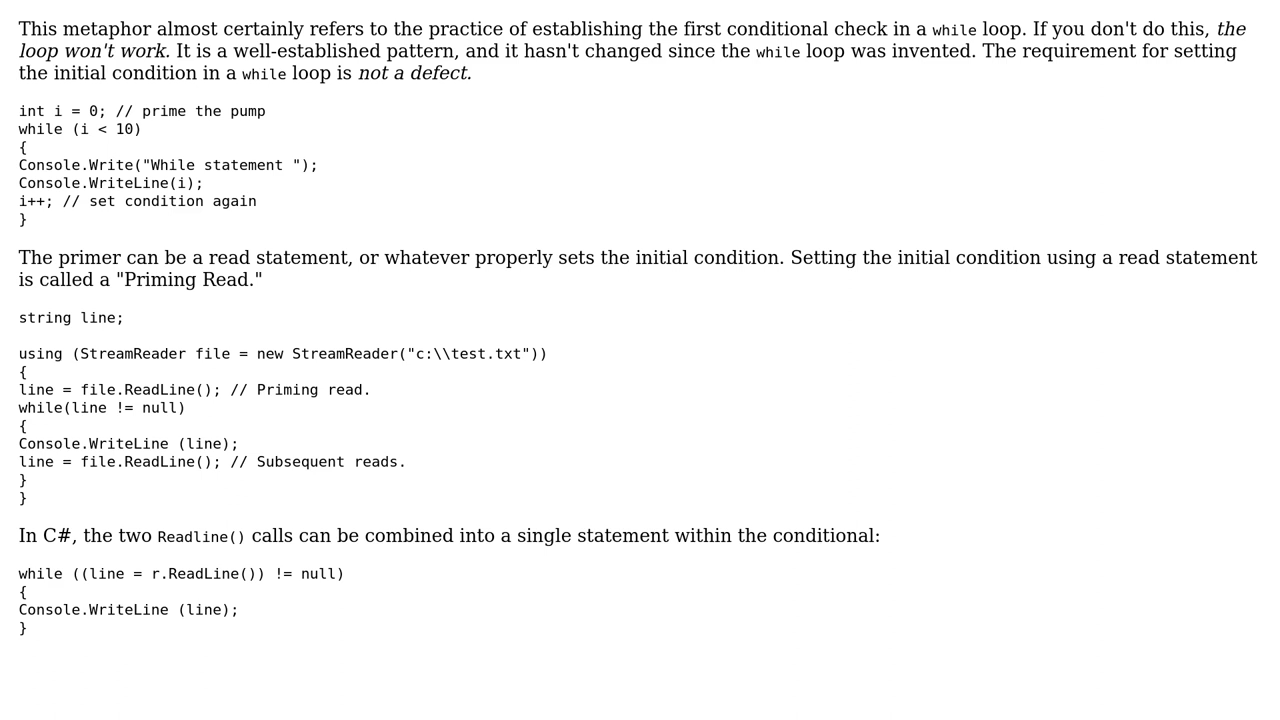 This metaphor almost certainly refers to the practice of establishing the first conditional check in a while loop. If you don't do this, the
loop won't work. It is a well-established pattern, and it hasn't changed since the while loop was invented. The requirement for setting
the initial condition in a while loop is not a defect.
int i = 0; // prime the pump
while (i < 10)
{
Console.Write("While statement ");
Console.WriteLine(i);
i++; // set condition again
}
The primer can be a read statement, or whatever properly sets the initial condition. Setting the initial condition using a read statement
is called a "Priming Read."
string line;
using (StreamReader file = new StreamReader("c:\\test.txt"))
{
line = file.ReadLine(); // Priming read.
while(line != null)
{
Console.WriteLine (line);
line = file.ReadLine(); // Subsequent reads.
}
}
In C#, the two Readline() calls can be combined into a single statement within the conditional:
while ((line = r.ReadLine()) != null)
{
Console.WriteLine (line);
}